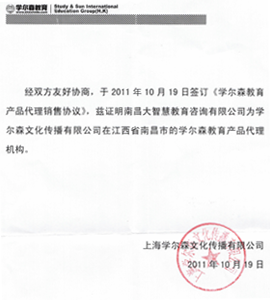 学尔森教育
Study & Sun International
Education Group(H.K)
经双方友好协商，于 2011 年 10 月 19 日签订《学尔森教育
产品代理销售协议》，兹证明南昌大智慧教育咨询有限公司为学
尔森文化传播有限公司在江西省南昌市的学尔森教育产品代理
机构。
上海学尔森文化传播有限公司
2011 年 10 月 19 日